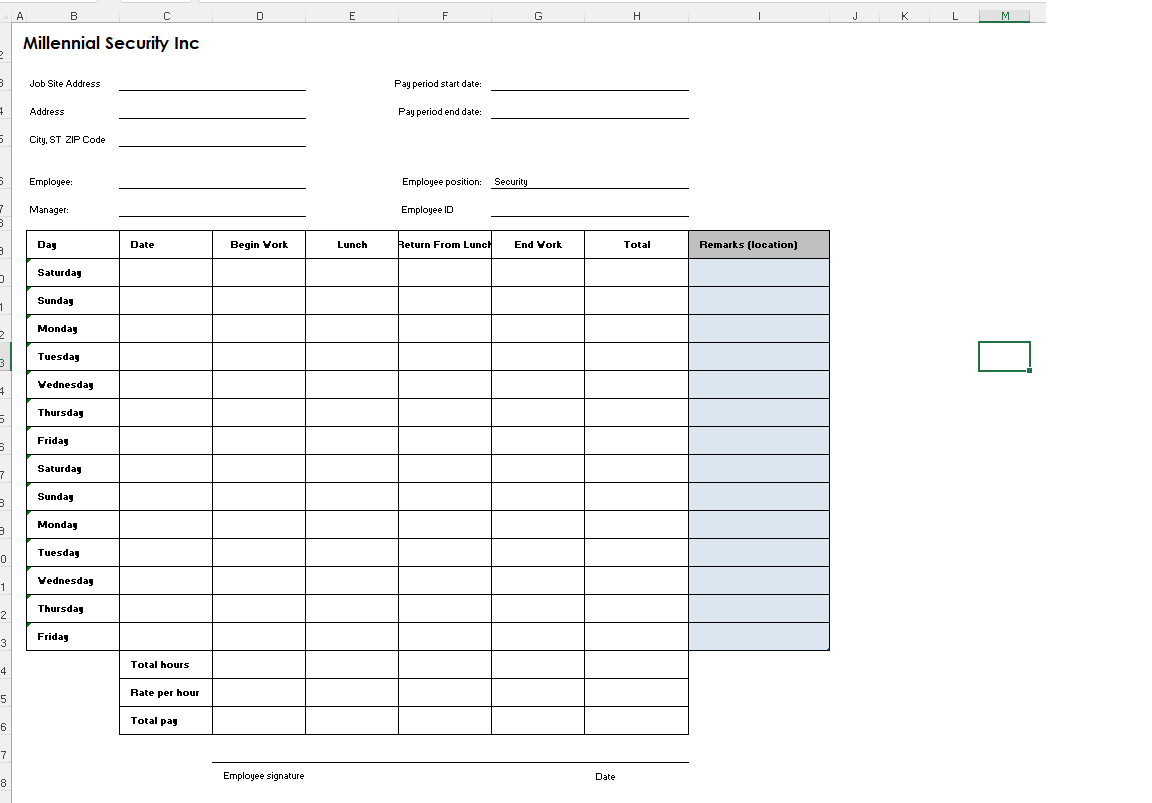 A B C D E F G H I J K L M
Millennial Security Inc
Job Site Address Pay period start date:
Address Pay period end date:
City, ST ZIP Code
Employee: Employee position: Security
Manager: Employee ID
Day Date Begin Work Lunch Return From Lunch End Work Total Remarks (location)
Saturday
Sunday
Monday
Tuesday
Wednesday
Thursday
Friday
Saturday
Sunday
Monday
Tuesday
Wednesday
Thursday
Friday
Total hours
Rate per hour
Total pay
Employee signature Date